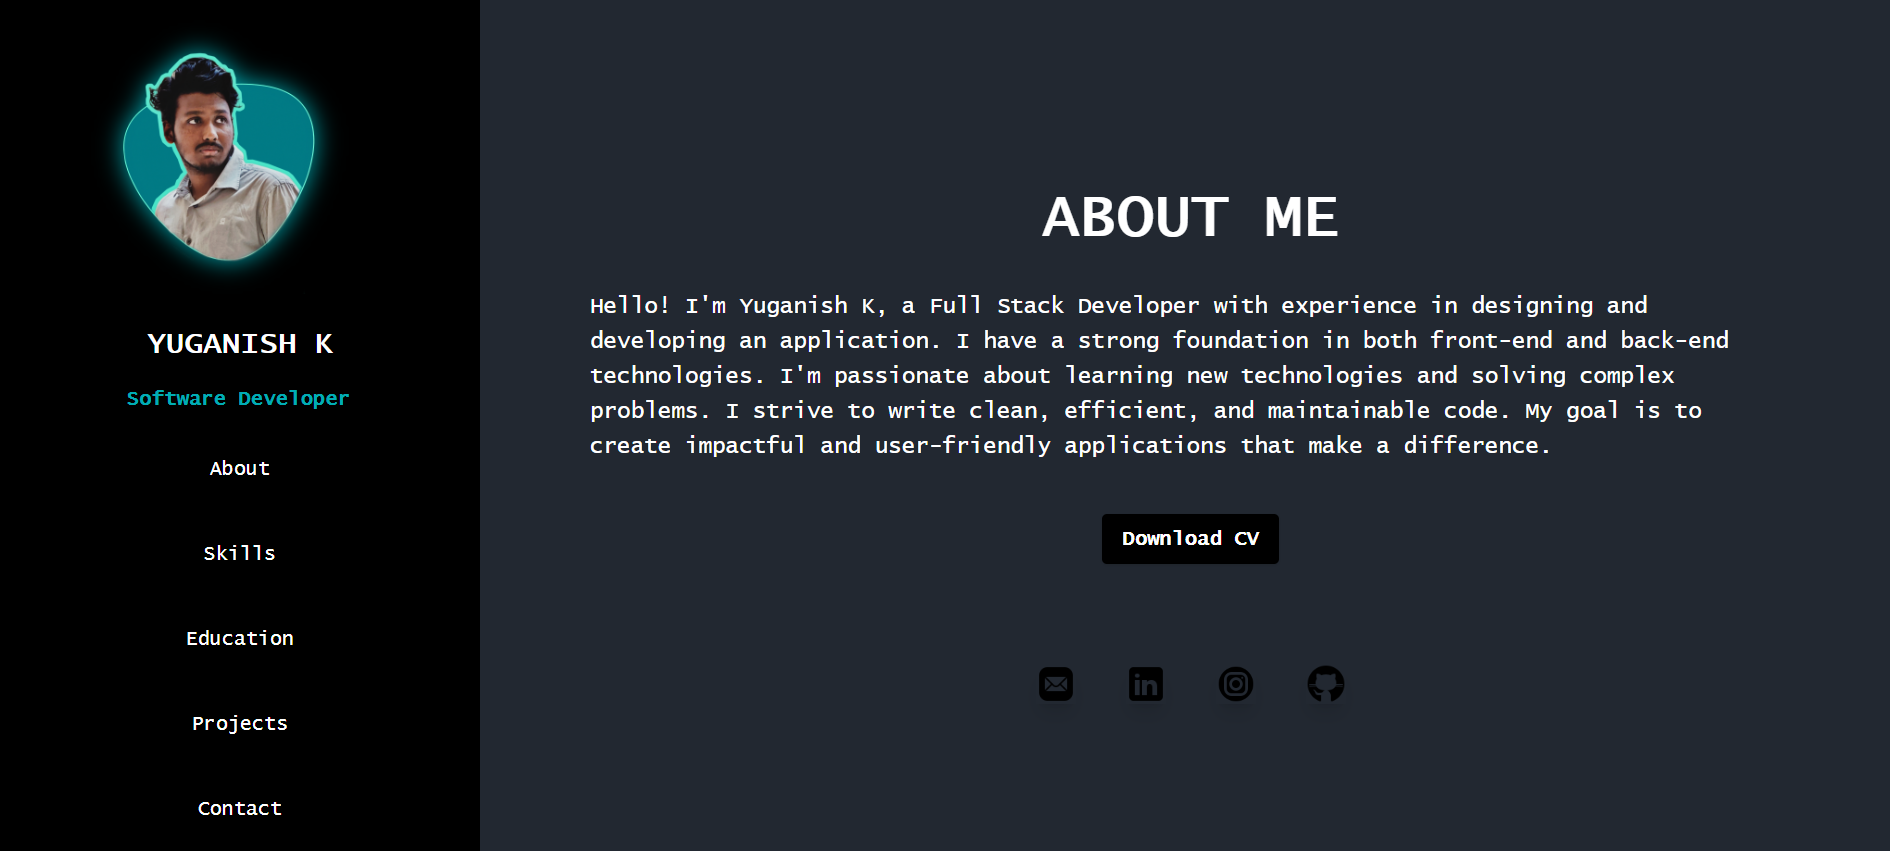 YUGANISH K
Software Developer
About
Skills
Education
Projects
Contact
ABOUT ME
Hello! I'm Yuganish K, a Full Stack Developer with experience in designing and
developing an application. I have a strong foundation in both front-end and back-end
technologies. I'm passionate about learning new technologies and solving complex
problems. I strive to write clean, efficient, and maintainable code. My goal is to
create impactful and user-friendly applications that make a difference.
Download CV
in